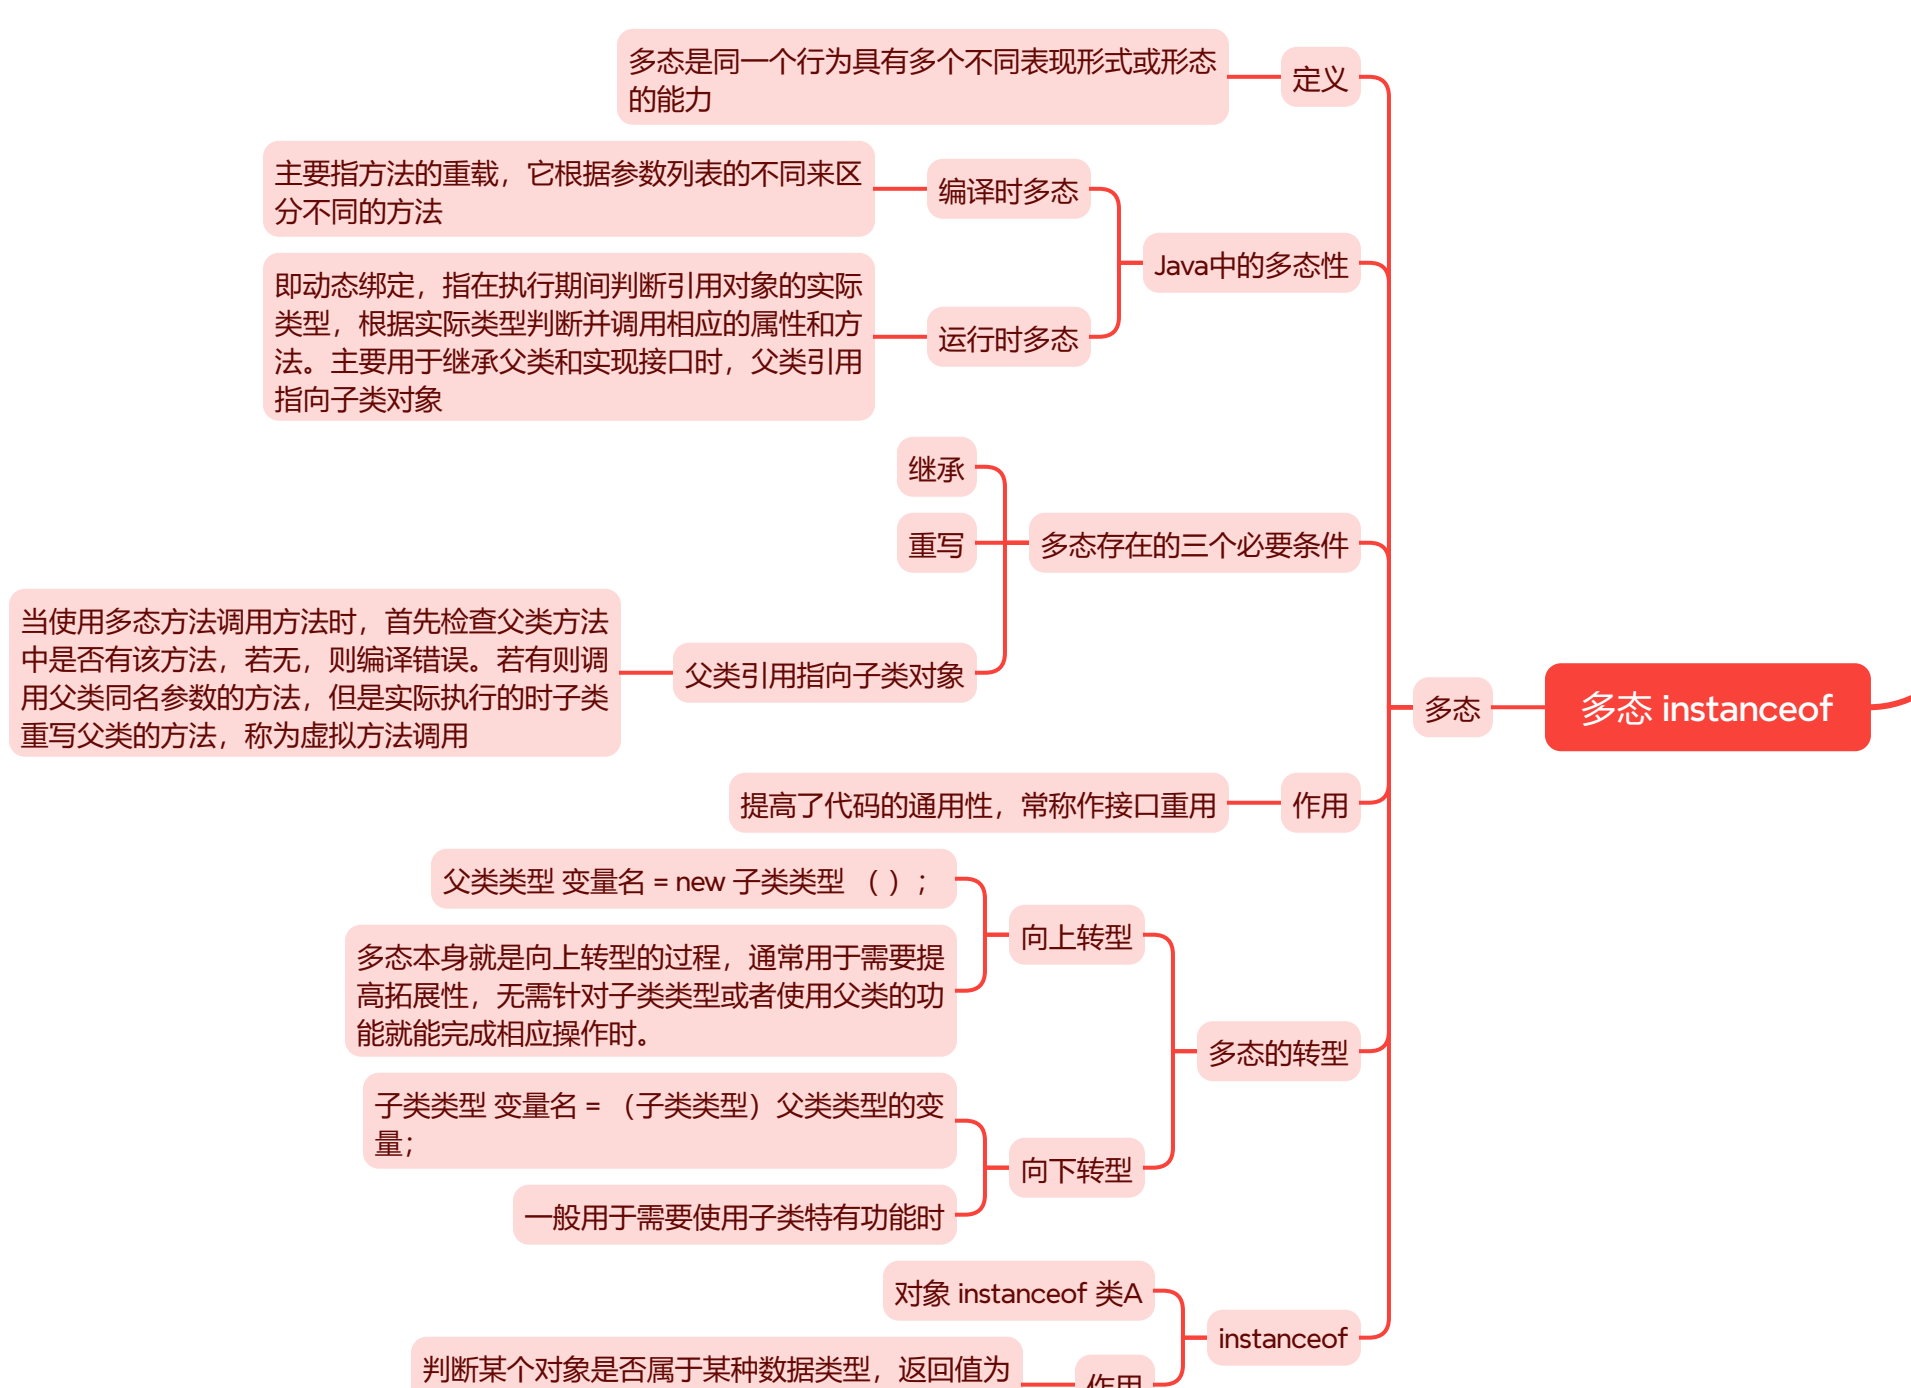 多态 instanceof
多态
定义
多态是同一个行为具有多个不同表现形式或形态
的能力
Java中的多态性
编译时多态
主要指方法的重载，它根据参数列表的不同来区
分不同的方法
运行时多态
即动态绑定，指在执行期间判断引用对象的实际
类型，根据实际类型判断并调用相应的属性和方
法。主要用于继承父类和实现接口时，父类引用
指向子类对象
多态存在的三个必要条件
继承
重写
父类引用指向子类对象
当使用多态方法调用方法时，首先检查父类方法
中是否有该方法，若无，则编译错误。若有则调
用父类同名参数的方法，但是实际执行的时子类
重写父类的方法，称为虚拟方法调用
作用
提高了代码的通用性，常称作接口重用
多态的转型
向上转型
父类类型 变量名 = new 子类类型 （ ）；
多态本身就是向上转型的过程，通常用于需要提
高拓展性，无需针对子类类型或者使用父类的功
能就能完成相应操作时。
向下转型
子类类型 变量名 = （子类类型）父类类型的变
量；
一般用于需要使用子类特有功能时
instanceof
对象 instanceof 类A
作用
判断某个对象是否属于某种数据类型，返回值为